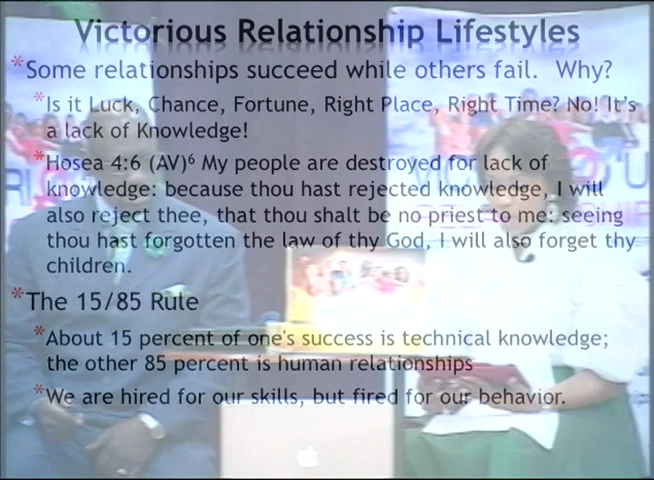 Victorious Relationship Lifestyles
*Some relationships succeed while others fail. Why?
*Is it Luck, Chance, Fortune, Right Place, Right Time? No! It's
a lack of Knowledge!
*Hosea 4:6 (AV)⁶ My people are destroyed for lack of
knowledge: because thou hast rejected knowledge, I will
also reject thee, that thou shalt be no priest to me: seeing
thou hast forgotten the law of thy God, I will also forget thy
children.
*The 15/85 Rule
*About 15 percent of one's success is technical knowledge;
the other 85 percent is human relationships
*We are hired for our skills, but fired for our behavior.